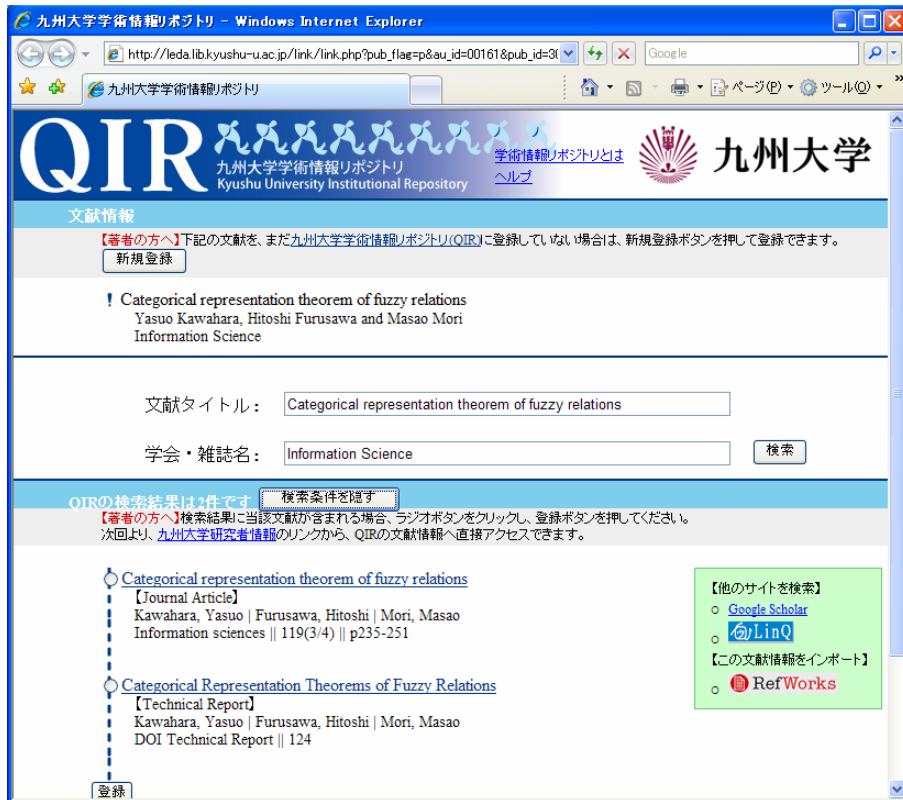 九州大学学術情報リポジトリ - Windows Internet Explorer
http://leda.lib.kyushu-u.ac.jp/link/link.php?pub_flag=p&au_id=00161&pub_id=3(
Google
九州大学学術情報リポジトリ
ページ(P)
ツール(O)
»
QIR
九州大学学術情報リポジトリ
Kyushu University Institutional Repository
学術情報リポジトリとは
ヘルプ
九州大学
文献情報
【著者の方へ】下記の文献を、まだ九州大学学術情報リポジトリ(QIR)に登録していない場合は、新規登録ボタンを押して登録できます。
新規登録
! Categorical representation theorem of fuzzy relations
Yasuo Kawahara, Hitoshi Furusawa and Masao Mori
Information Science
文献タイトル: Categorical representation theorem of fuzzy relations
学会・雑誌名: Information Science
検索
QIRの検索結果は2件です 検索条件を隠す
【著者の方へ】検索結果に当該文献が含まれる場合、ラジオボタンをクリックし、登録ボタンを押してください。
次回より、九州大学研究者情報のリンクから、QIRの文献情報へ直接アクセスできます。
Categorical representation theorem of fuzzy relations
【Journal Article】
Kawahara, Yasuo | Furusawa, Hitoshi | Mori, Masao
Information sciences || 119(3/4) || p235-251
Categorical Representation Theorems of Fuzzy Relations
【Technical Report】
Kawahara, Yasuo | Furusawa, Hitoshi | Mori, Masao
DOI Technical Report || 124
登録
【他のサイトを検索】
Google Scholar
きゅうLinQ
【この文献情報をインポート】
RefWorks